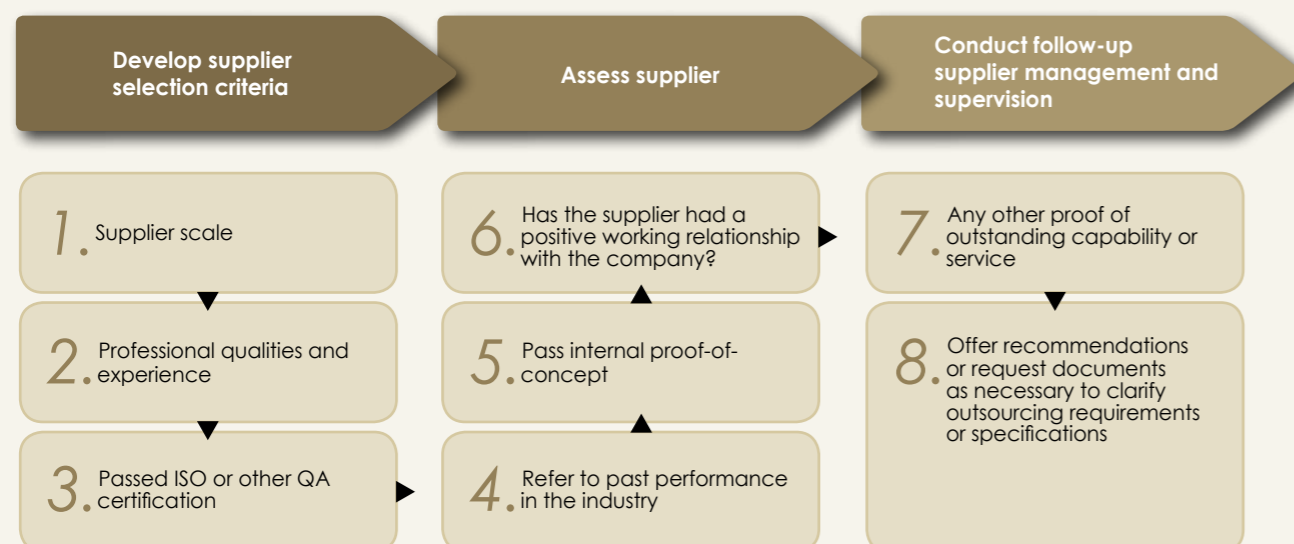 Develop supplier
selection criteria
Assess supplier
Conduct follow-up
supplier management and
supervision
1. Supplier scale
2. Professional qualities and
experience
3. Passed ISO or other QA
certification
4. Refer to past performance
in the industry
5. Pass internal proof-of-
concept
6. Has the supplier had a
positive working relationship
with the company?
7. Any other proof of
outstanding capability or
service
8. Offer recommendations
or request documents
as necessary to clarify
outsourcing requirements
or specifications